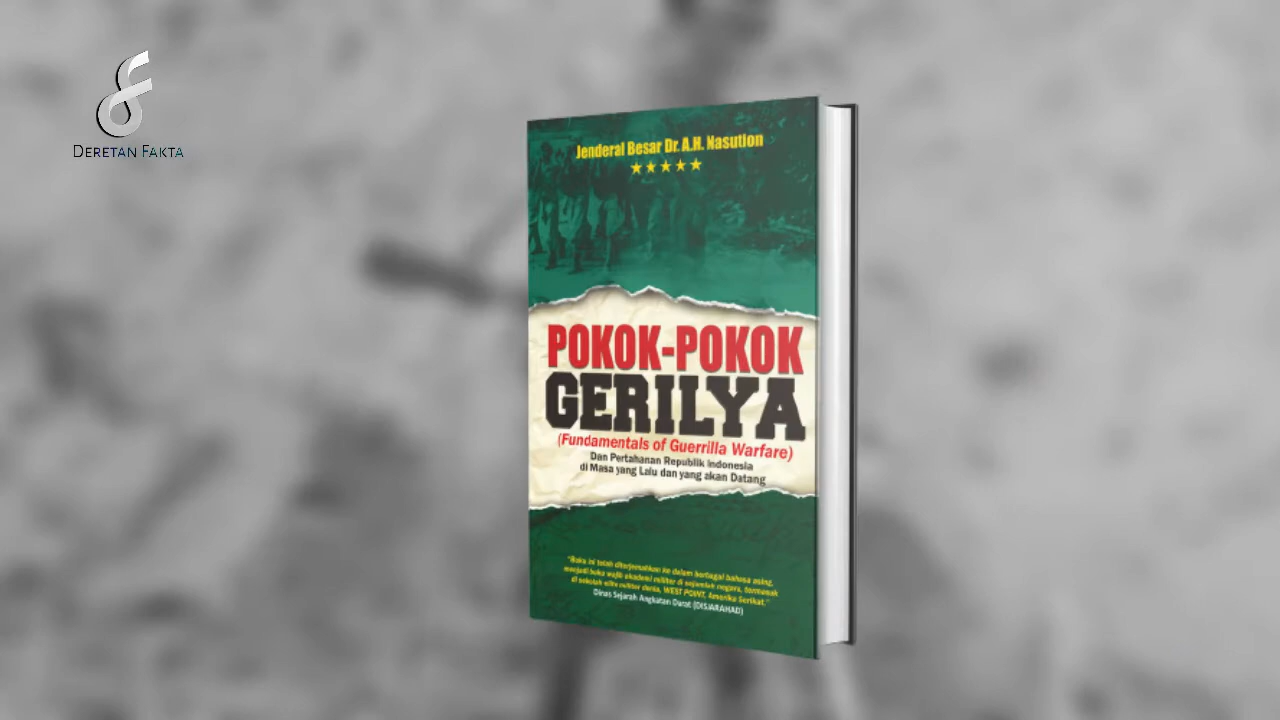 DERETAN FAKTA
Jenderal Besar Dr. A.H. Nasution
POKOK-POKOK
GERILYA
(Fundamentals of Guerrilla Warfare)
Dan Pertahanan Republik Indonesia
di Masa yang Lalu dan yang akan Datang
"Buku ini telah diterjemahkan ke dalam berbagai bahasa asing,
menjadi buku wajib akademi militer di sejumlah negara, termasuk
di sekolah elite militer dunia, WEST POINT, Amerika Serikat."
Dinas Sejarah Angkatan Darat (DISJARAHAD)